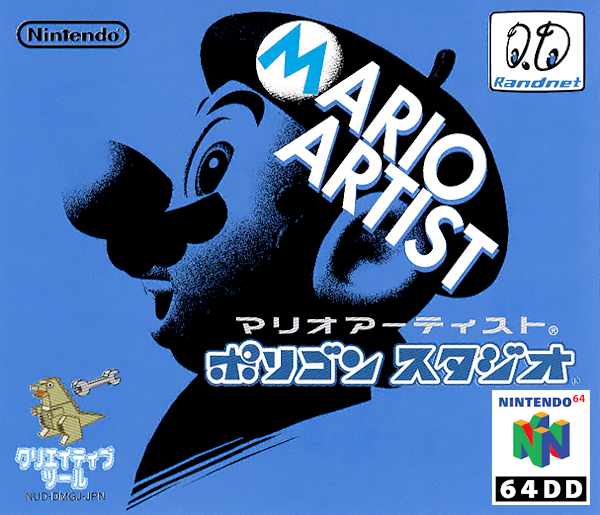 Nintendo
Randnet
MARIO
ARTIST
マリオアーティスト®
ポリゴン スタジオ
クリエイティブ
ツール
NUD-DMGJ-JPN
NINTENDO64
64DD